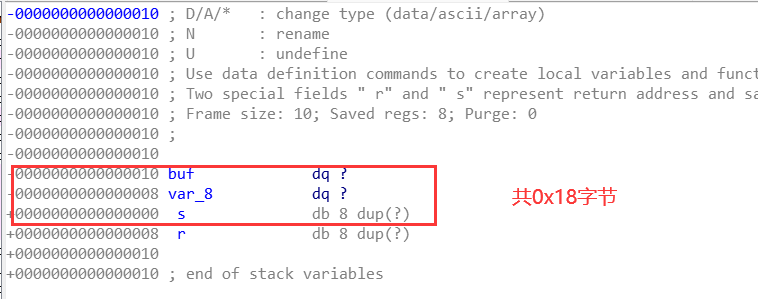 -0000000000000010 ; D/A/*   : change type (data/ascii/array)
-0000000000000010 ; N       : rename
-0000000000000010 ; U       : undefine
-0000000000000010 ; Use data definition commands to create local variables and funct
-0000000000000010 ; Two special fields " r" and " s" represent return address and sa
-0000000000000010 ; Frame size: 10; Saved regs: 8; Purge: 0
-0000000000000010 ;
-0000000000000010
-0000000000000010 buf             dq ?
-0000000000000008 var_8           dq ?
+0000000000000000  s              db 8 dup(?)
共0x18字节
+0000000000000008  r              db 8 dup(?)
+0000000000000010
+0000000000000010 ; end of stack variables